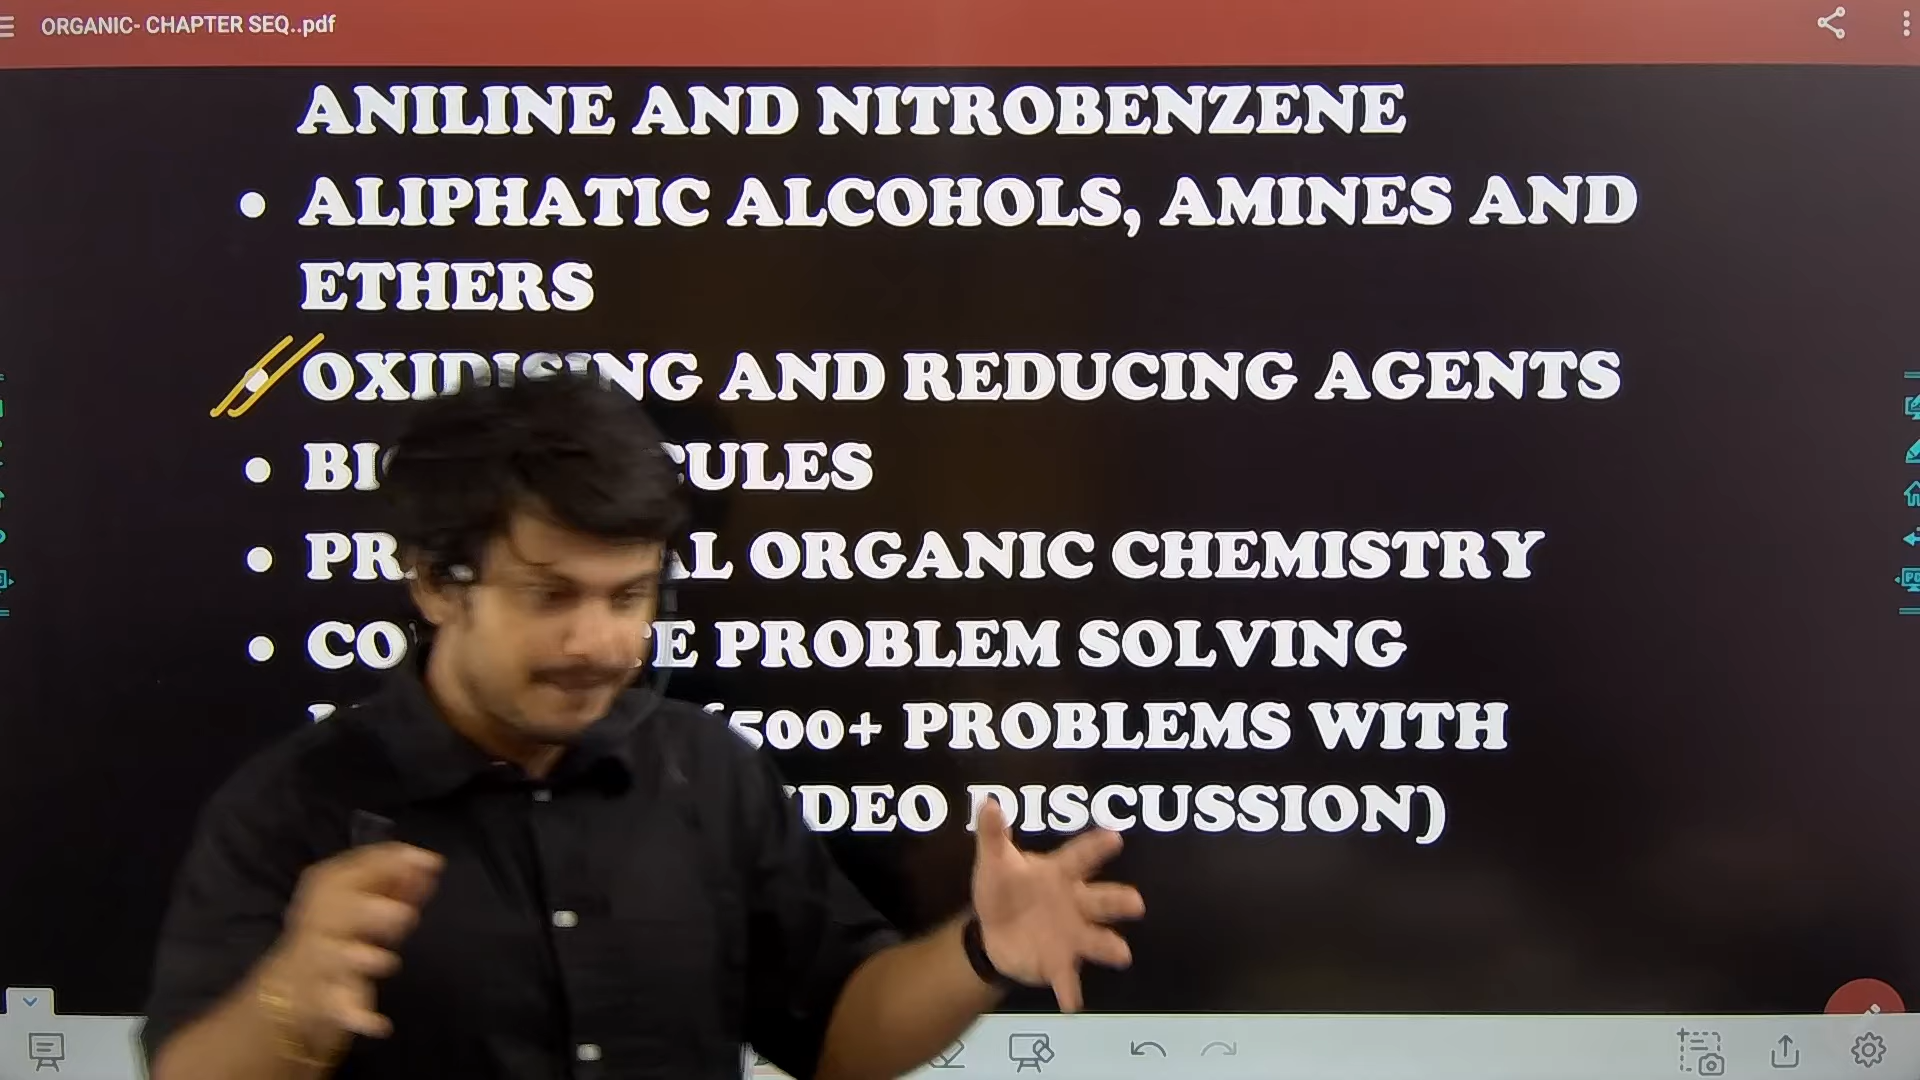 ORGANIC- CHAPTER SEQ..pdf
ANILINE AND NITROBENZENE
• ALIPHATIC ALCOHOLS, AMINES AND
ETHERS
OXIDISING AND REDUCING AGENTS
•
• ORGANIC CHEMISTRY
• PROBLEM SOLVING
500+ PROBLEMS WITH
DISCUSSION)